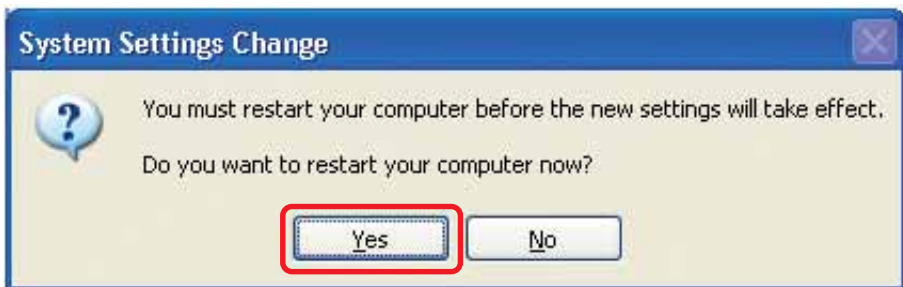 System Settings Change
You must restart your computer before the new settings will take effect.
Do you want to restart your computer now?
Yes No